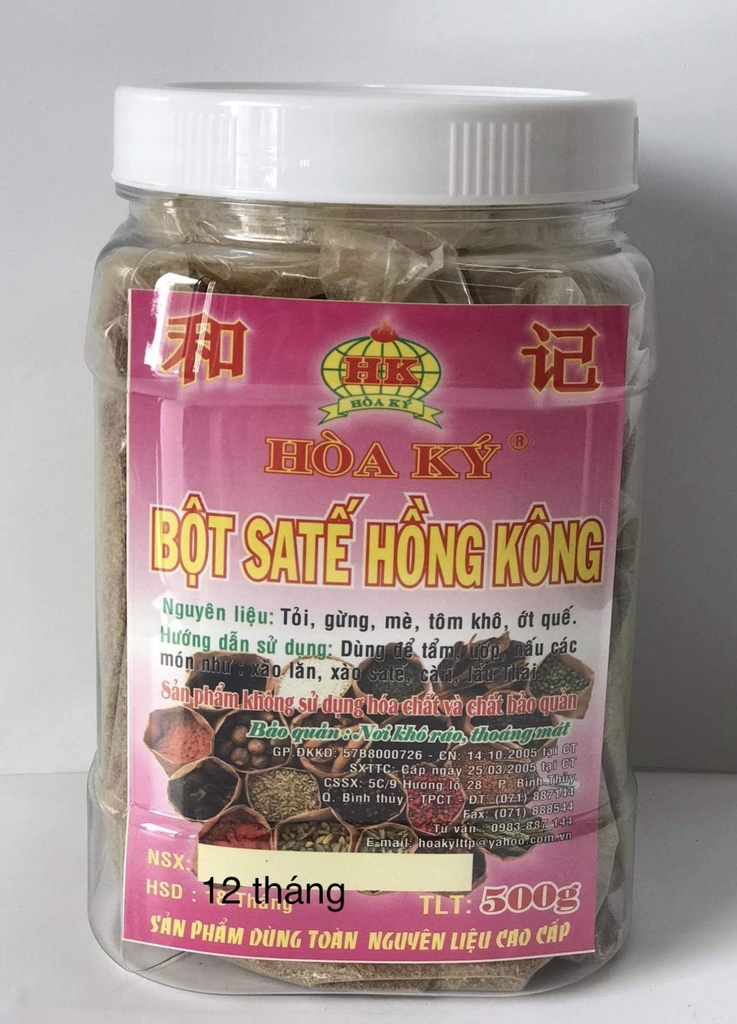 和 记
HK
HÒA KÝ
HÒA KÝ ®
BỘT SATẾ HỒNG KÔNG
Nguyên liệu: Tỏi, gừng, mè, tôm khô, ớt quế.
Hướng dẫn sử dụng: Dùng để tẩm, ướp, nấu các
món như : xào lăn, xào satế, càri, lẩu Thái.
Sản phẩm không sử dụng hóa chất và chất bảo quản
Bảo quản : Nơi khô ráo, thoáng mát
GP.ĐKKD: 57B8000726 - CN: 14.10.2005 tại CT
SXTTC: Cấp ngày 25/03/2005 tại CT
CSSX: 5C/9 Hương lộ 28 - P. Bình Thủy
Q. Bình thủy - TPCT - ĐT: (071) 887144
Fax: (071) 888544
Tư vấn : 0983.887.144
E-mail: hoakylttp@yahoo.com.vn
NSX:
HSD : 18 Tháng
12 tháng
TLT: 500g
SẢN PHẨM DÙNG TOÀN NGUYÊN LIỆU CAO CẤP